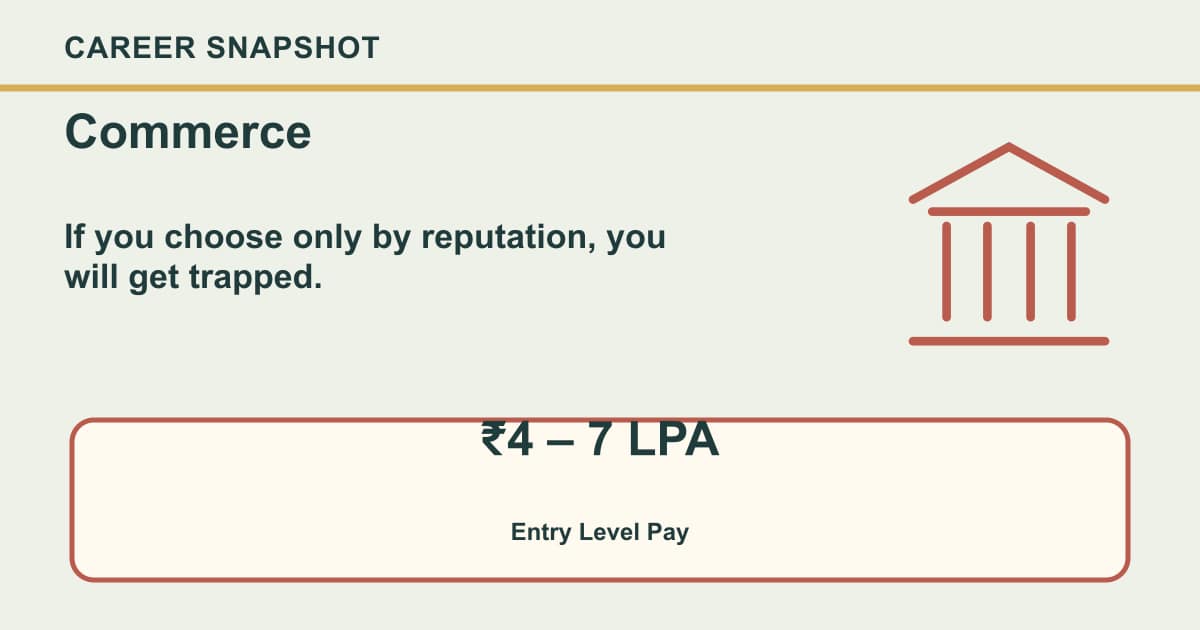 CAREER SNAPSHOT
Commerce
If you choose only by reputation, you
will get trapped.
₹4 – 7 LPA
Entry Level Pay